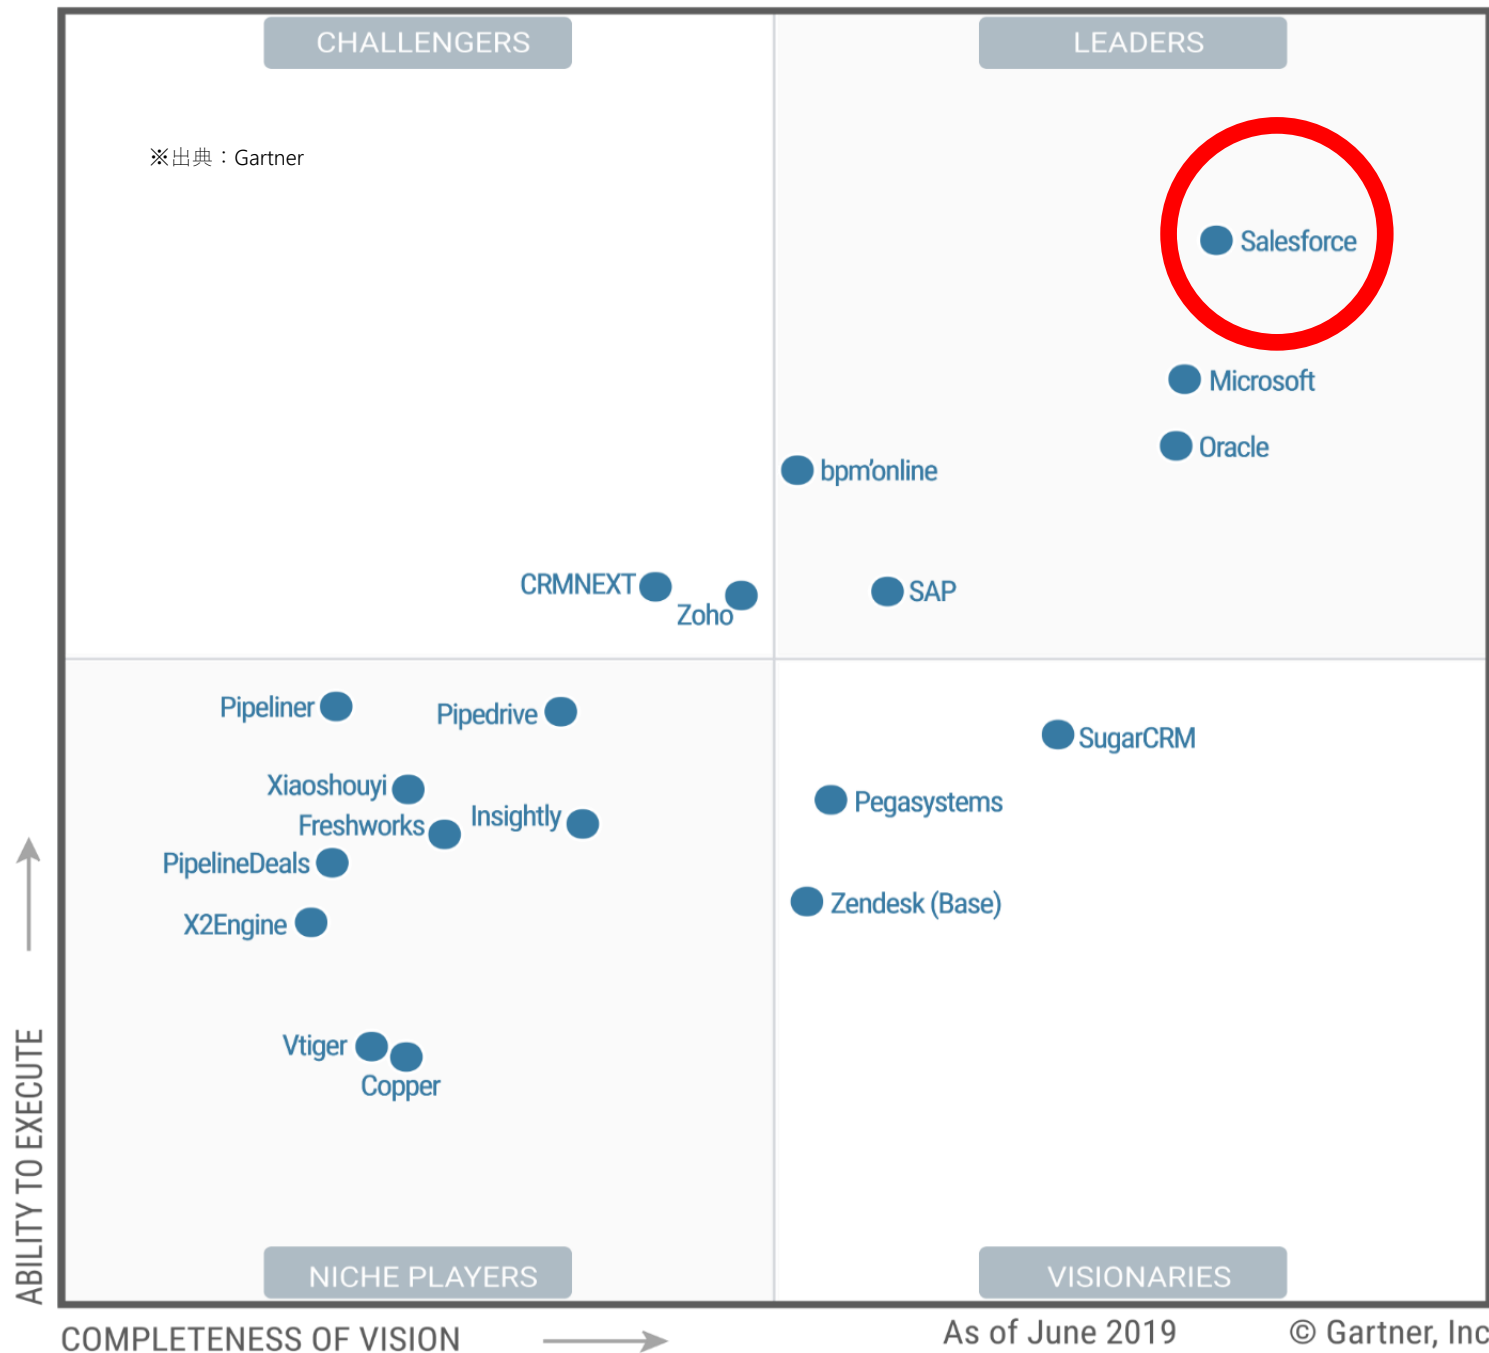 CHALLENGERS
LEADERS
※出典：Gartner
Salesforce
Microsoft
Oracle
bpm’online
CRMNEXT
Zoho
SAP
Pipeliner
Pipedrive
SugarCRM
Xiaoshouyi
Pegasystems
Freshworks
Insightly
PipelineDeals
Zendesk (Base)
X2Engine
Vtiger
Copper
ABILITY TO EXECUTE
NICHE PLAYERS
VISIONARIES
COMPLETENESS OF VISION
As of June 2019
© Gartner, Inc